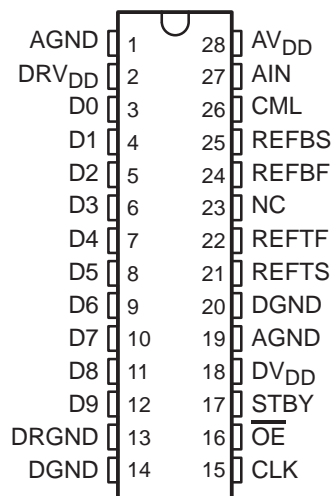 AGND 1 28 AVDD
DRVDD 2 27 AIN
D0 3 26 CML
D1 4 25 REFBS
D2 5 24 REFBF
D3 6 23 NC
D4 7 22 REFTF
D5 8 21 REFTS
D6 9 20 DGND
D7 10 19 AGND
D8 11 18 DVDD
D9 12 17 STBY
DRGND 13 16 O̅E̅
DGND 14 15 CLK